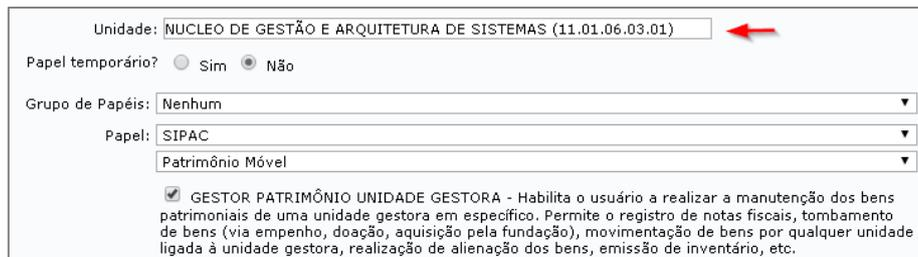 Unidade: NUCLEO DE GESTÃO E ARQUITETURA DE SISTEMAS (11.01.06.03.01)
Papel temporário? Sim Não
Grupo de Papéis: Nenhum
Papel: SIPAC
Patrimônio Móvel
GESTOR PATRIMÔNIO UNIDADE GESTORA - Habilita o usuário a realizar a manutenção dos bens
patrimoniais de uma unidade gestora em específico. Permite o registro de notas fiscais, tombamento
de bens (via empenho, doação, aquisição pela fundação), movimentação de bens por qualquer unidade
ligada à unidade gestora, realização de alienação dos bens, emissão de inventário, etc.